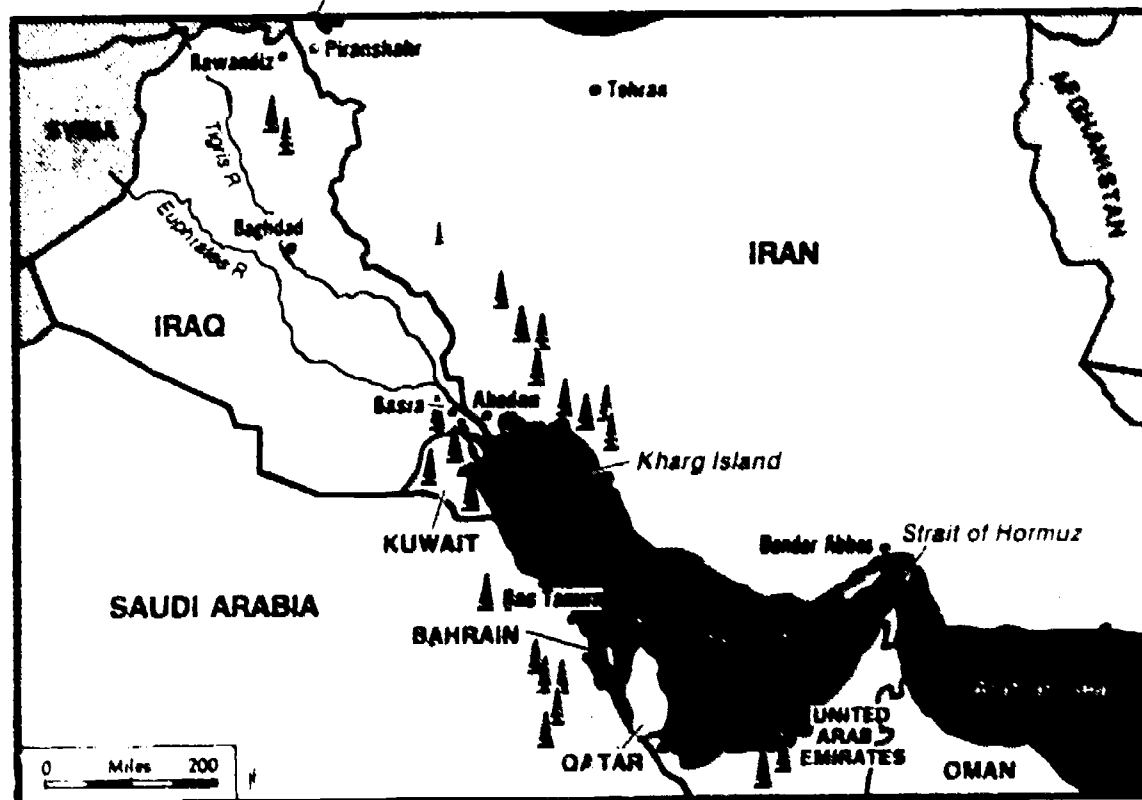 Rawandiz
Piranshahr
Tehran
SYRIA
AFGHANISTAN
Tigris R
Baghdad
Euphrates R
IRAN
IRAQ
Basra
Abadan
Kharg Island
KUWAIT
Bandar Abbas
Strait of Hormuz
SAUDI ARABIA
Ras Tanura
BAHRAIN
UNITED
ARAB
EMIRATES
QATAR
OMAN
0 Miles 200